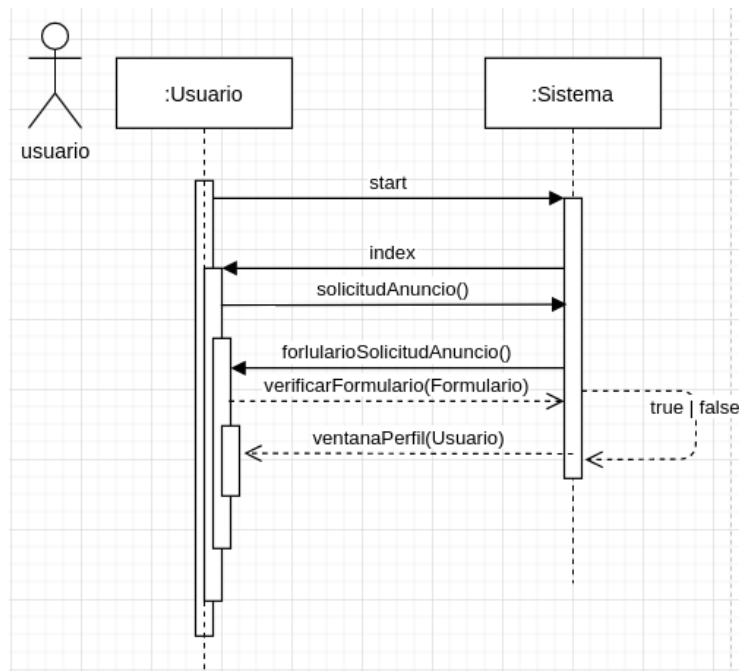 :Usuario
:Sistema
usuario
start
index
solicitudAnuncio()
forlularioSolicitudAnuncio()
verificarFormulario(Formulario)
true | false
ventanaPerfil(Usuario)